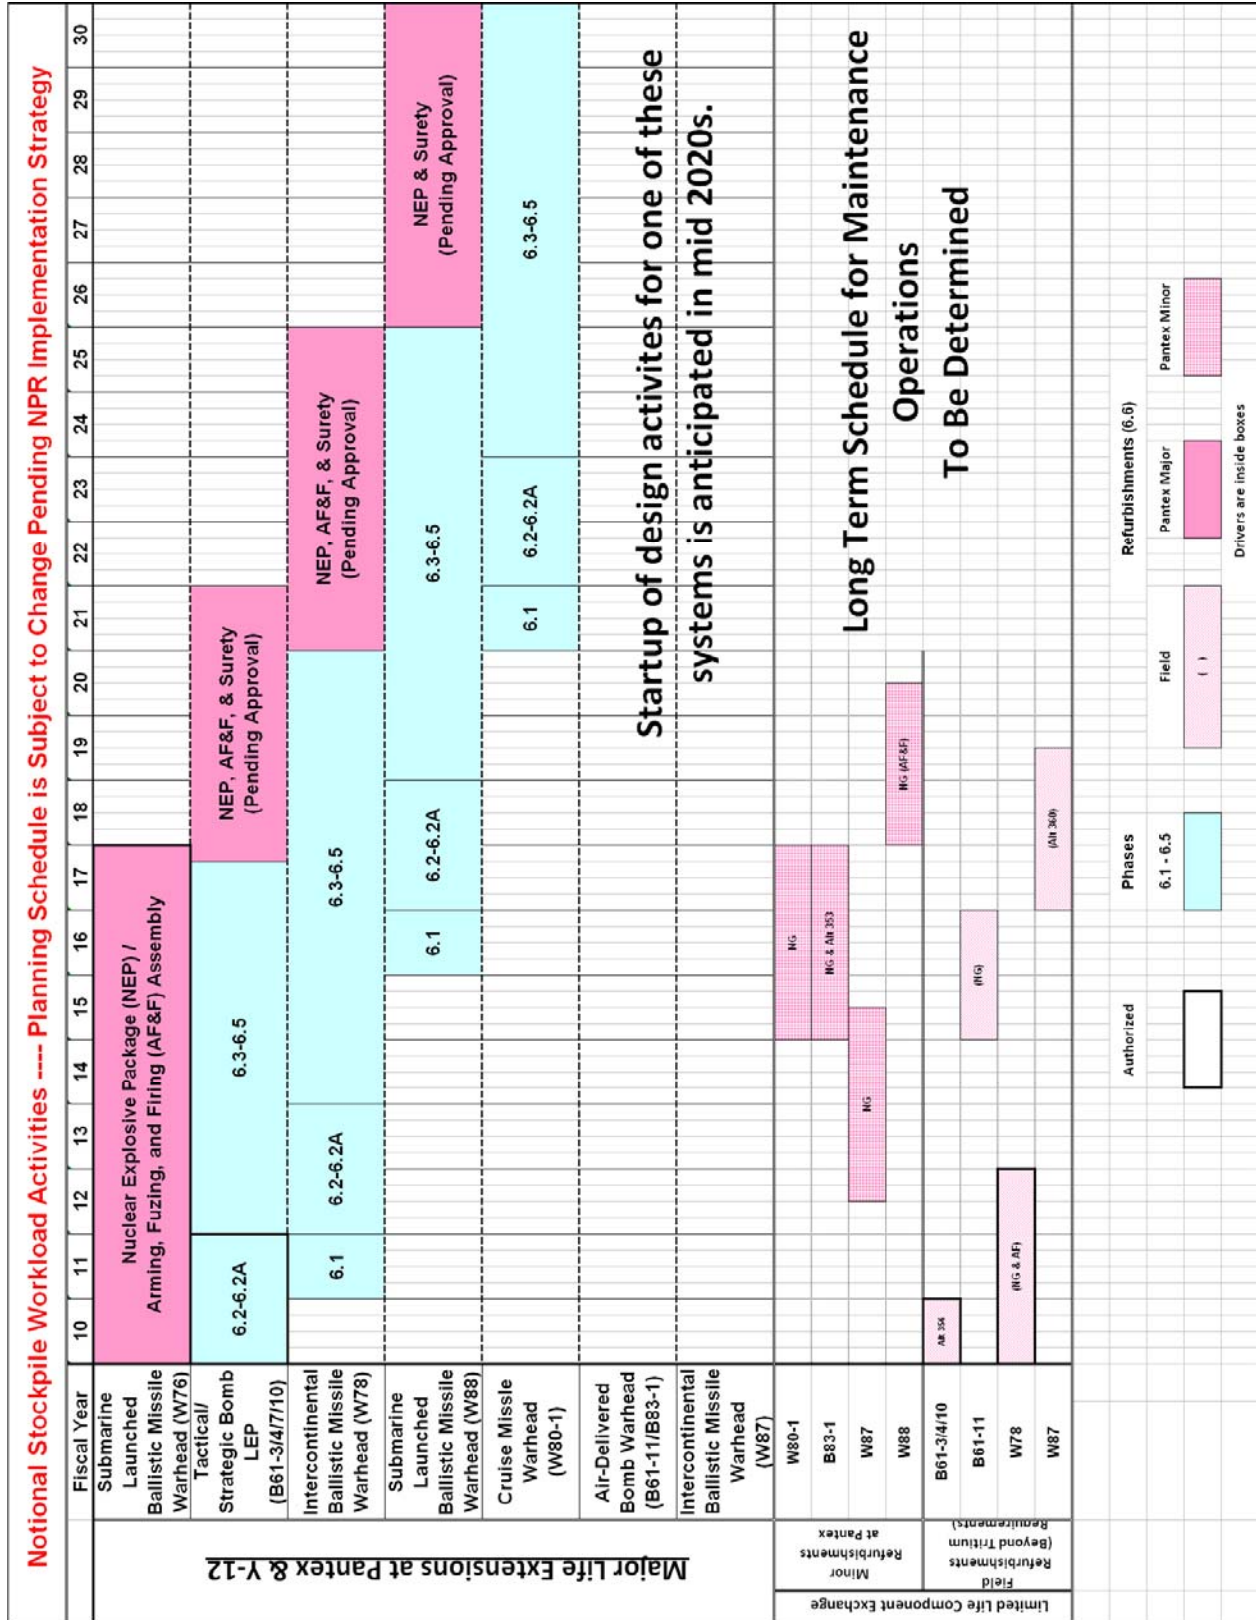 Notional Stockpile Workload Activities ---- Planning Schedule is Subject to Change Pending NPR Implementation Strategy
Fiscal Year 10 11 12 13 14 15 16 17 18 19 20 21 22 23 24 25 26 27 28 29 30
Major Life Extensions at Pantex & Y-12
Submarine
Launched
Ballistic Missile
Warhead (W76)
Nuclear Explosive Package (NEP) /
Arming, Fuzing, and Firing (AF&F) Assembly
Tactical/
Strategic Bomb
LEP
(B61-3/4/7/10)
6.2-6.2A
6.3-6.5
NEP, AF&F, & Surety
(Pending Approval)
Intercontinental
Ballistic Missile
Warhead (W78)
6.1
6.2-6.2A
6.3-6.5
NEP, AF&F, & Surety
(Pending Approval)
Submarine
Launched
Ballistic Missile
Warhead (W88)
6.1
6.2-6.2A
6.3-6.5
NEP & Surety
(Pending Approval)
Cruise Missle
Warhead
(W80-1)
6.1
6.2-6.2A
6.3-6.5
Air-Delivered
Bomb Warhead
(B61-11/B83-1)
Intercontinental
Ballistic Missile
Warhead
(W87)
Startup of design activites for one of these
systems is anticipated in mid 2020s.
Limited Life Component Exchange
Minor
Refurbishments
at Pantex
W80-1
NG
B83-1
NG & Alt 353
W87
NG
W88
NG (AF&F)
Long Term Schedule for Maintenance
Operations
To Be Determined
Field
Refurbishments
(Beyond Tritium
Requirements)
B61-3/4/10
Alt 356
B61-11
(NG)
W78
(NG & AF)
W87
(Alt 360)
Authorized
Phases
6.1 - 6.5
Refurbishments (6.6)
Field
( )
Pantex Major
Pantex Minor
Drivers are inside boxes